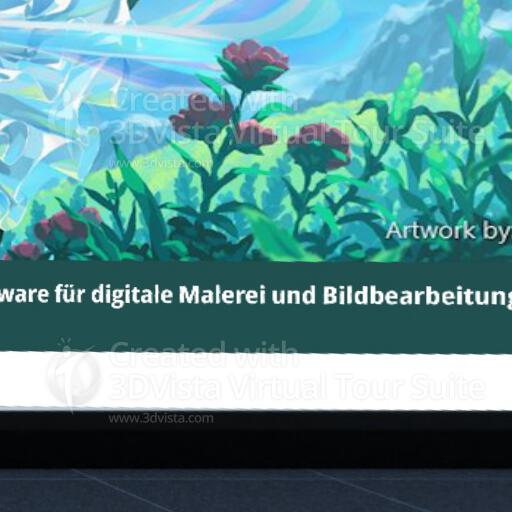 Created with
3DVista Virtual Tour Suite
www.3dvista.com
Artwork by
ware für digitale Malerei und Bildbearbeitung
Created with
3DVista Virtual Tour Suite
www.3dvista.com